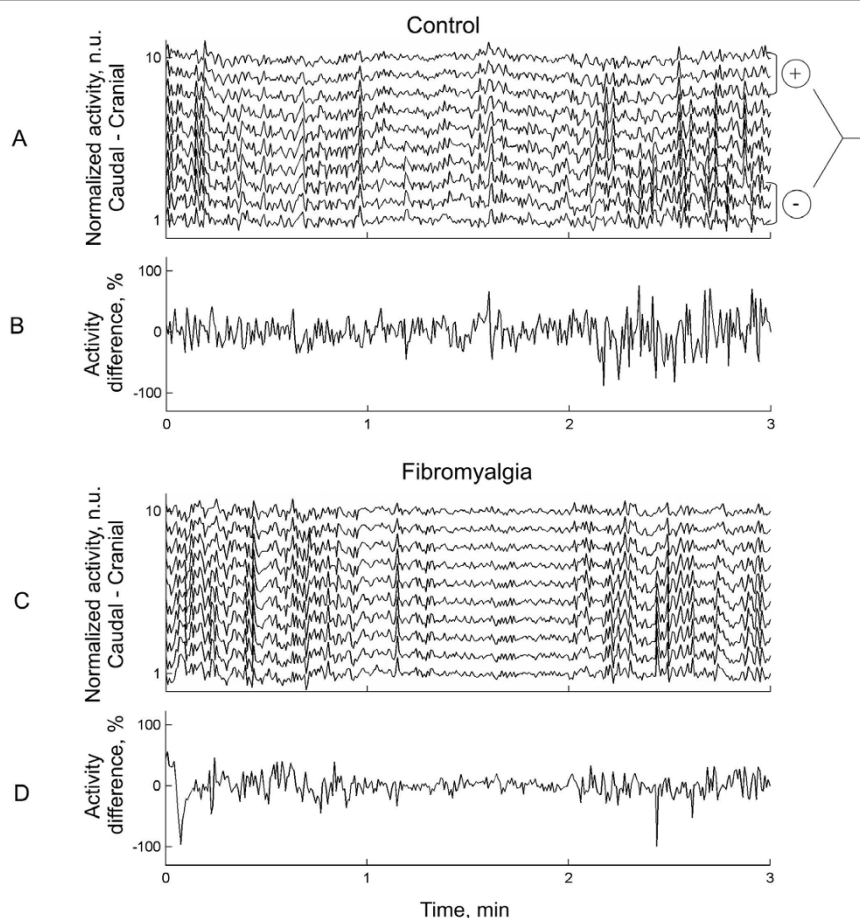 Control
A
Normalized activity, n.u.
Caudal - Cranial
10
1
+
-
B
Activity
difference, %
100
0
-100
0 1 2 3
Fibromyalgia
C
Normalized activity, n.u.
Caudal - Cranial
10
1
D
Activity
difference, %
100
0
-100
0 1 2 3
Time, min